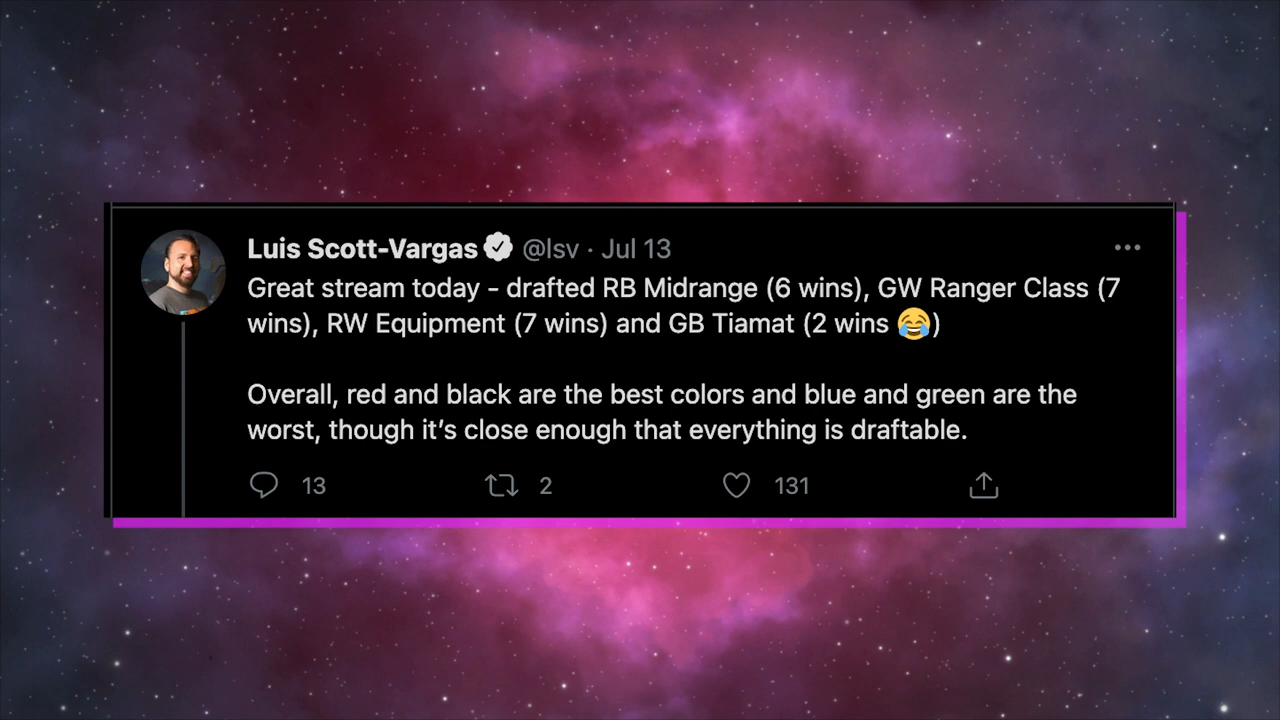 Luis Scott-Vargas @lsv · Jul 13
Great stream today - drafted RB Midrange (6 wins), GW Ranger Class (7
wins), RW Equipment (7 wins) and GB Tiamat (2 wins 😂)
Overall, red and black are the best colors and blue and green are the
worst, though it’s close enough that everything is draftable.
13 2 131